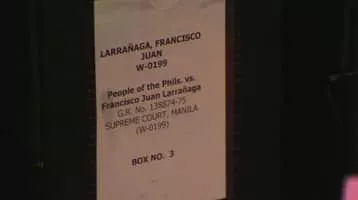 LARRAÑAGA, FRANCISCO
JUAN
W-0199
People of the Phils. vs.
Francisco Juan Larrañaga
G.R. No. 138874-75
SUPREME COURT, MANILA
(W-0199)
BOX NO. 3